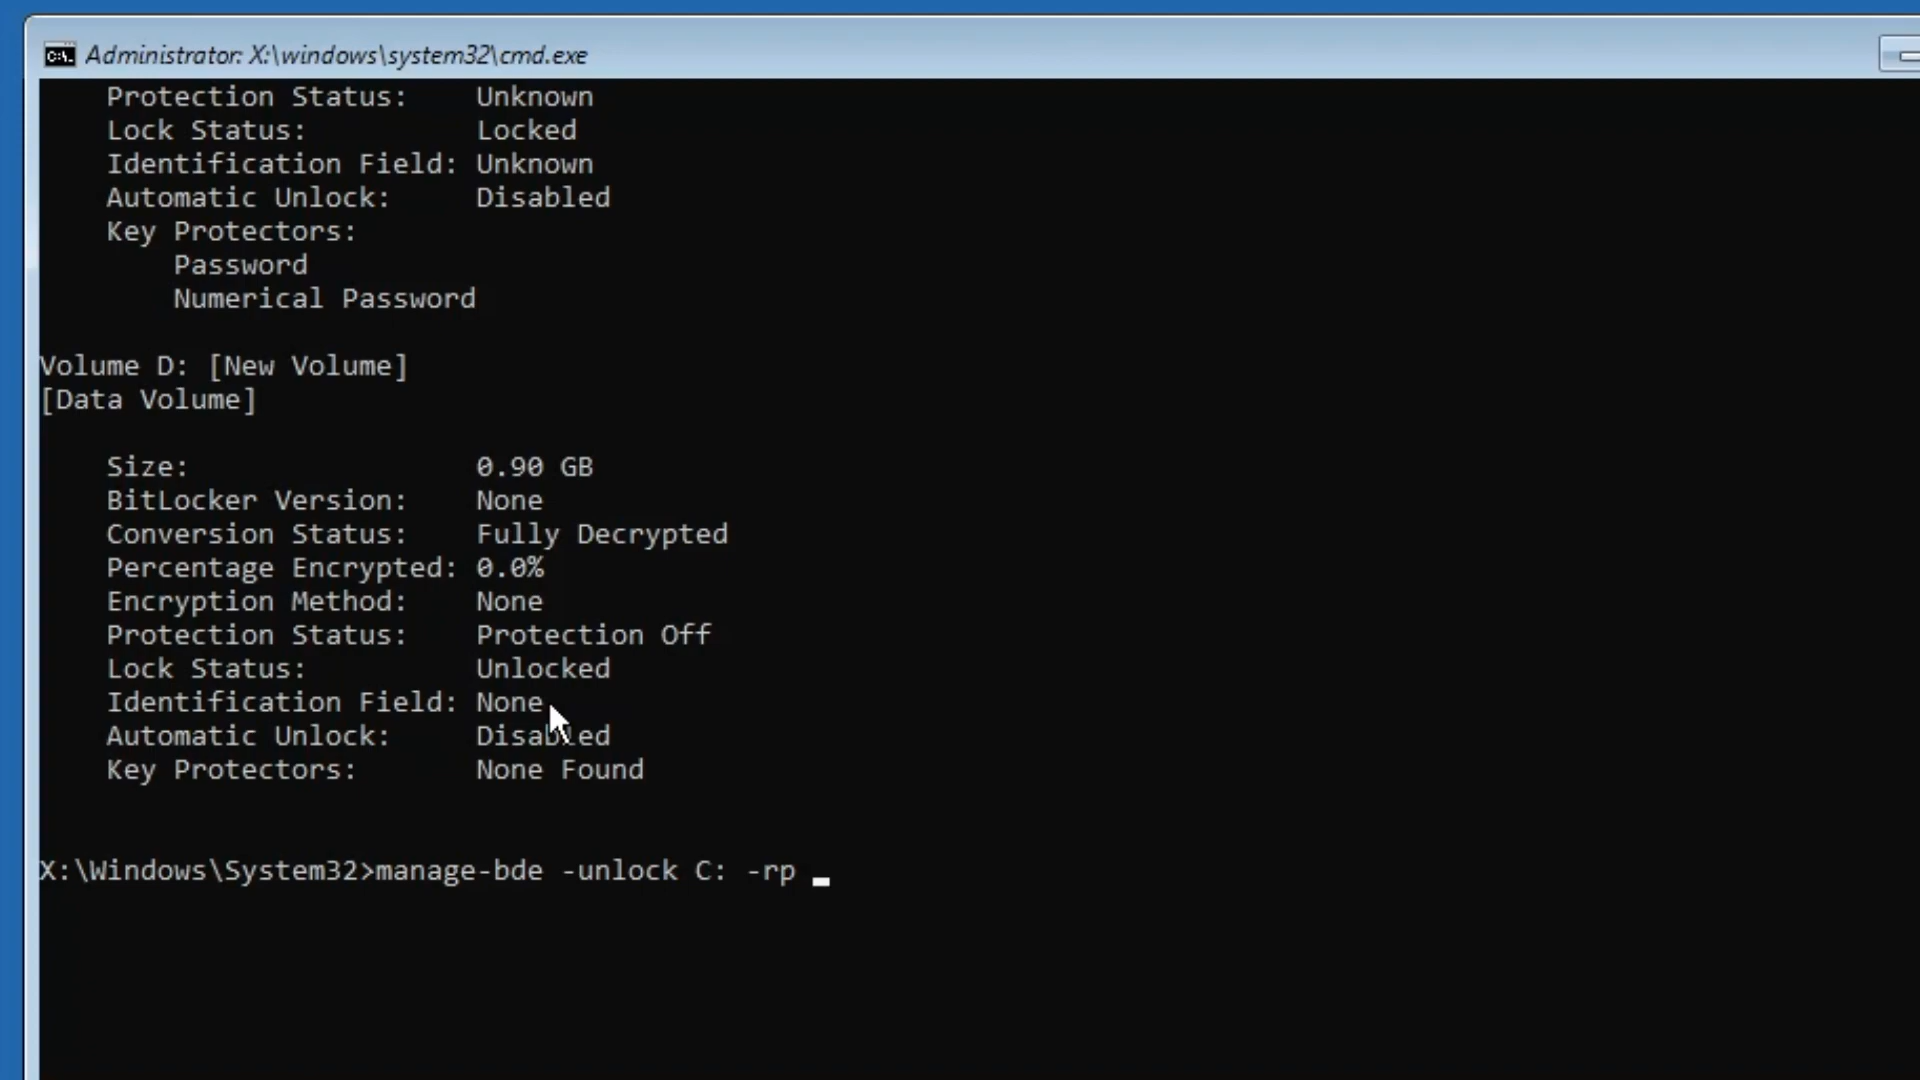 Administrator: X:\windows\system32\cmd.exe
Protection Status: Unknown
Lock Status: Locked
Identification Field: Unknown
Automatic Unlock: Disabled
Key Protectors:
Password
Numerical Password
Volume D: [New Volume]
[Data Volume]
Size: 0.90 GB
BitLocker Version: None
Conversion Status: Fully Decrypted
Percentage Encrypted: 0.0%
Encryption Method: None
Protection Status: Protection Off
Lock Status: Unlocked
Identification Field: None
Automatic Unlock: Disabled
Key Protectors: None Found
X:\Windows\System32>manage-bde -unlock C: -rp